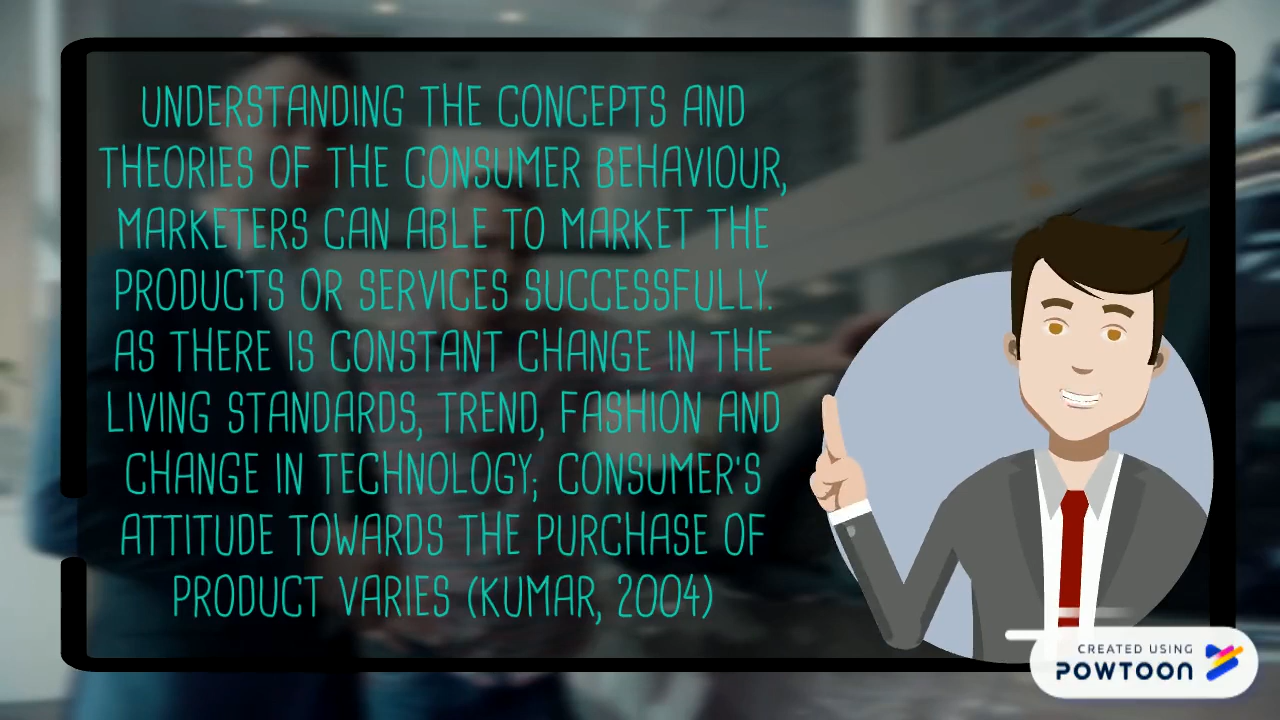 UNDERSTANDING THE CONCEPTS AND
THEORIES OF THE CONSUMER BEHAVIOUR,
MARKETERS CAN ABLE TO MARKET THE
PRODUCTS OR SERVICES SUCCESSFULLY.
AS THERE IS CONSTANT CHANGE IN THE
LIVING STANDARDS, TREND, FASHION AND
CHANGE IN TECHNOLOGY; CONSUMER'S
ATTITUDE TOWARDS THE PURCHASE OF
PRODUCT VARIES (KUMAR, 2004)
CREATED USING
POWTOON